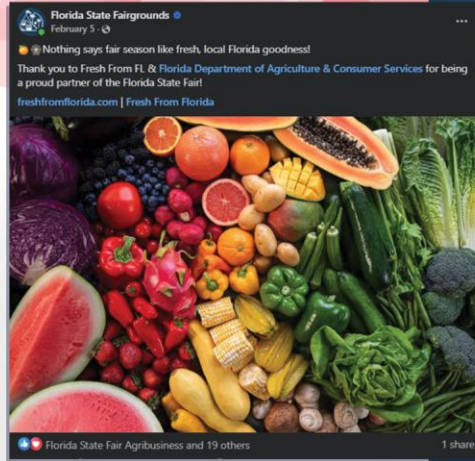 Florida State Fairgrounds
February 5 ·
Nothing says fair season like fresh, local Florida goodness!
Thank you to Fresh From FL & Florida Department of Agriculture & Consumer Services for being
a proud partner of the Florida State Fair!
freshfromflorida.com | Fresh From Florida
Florida State Fair Agribusiness and 19 others
1 share